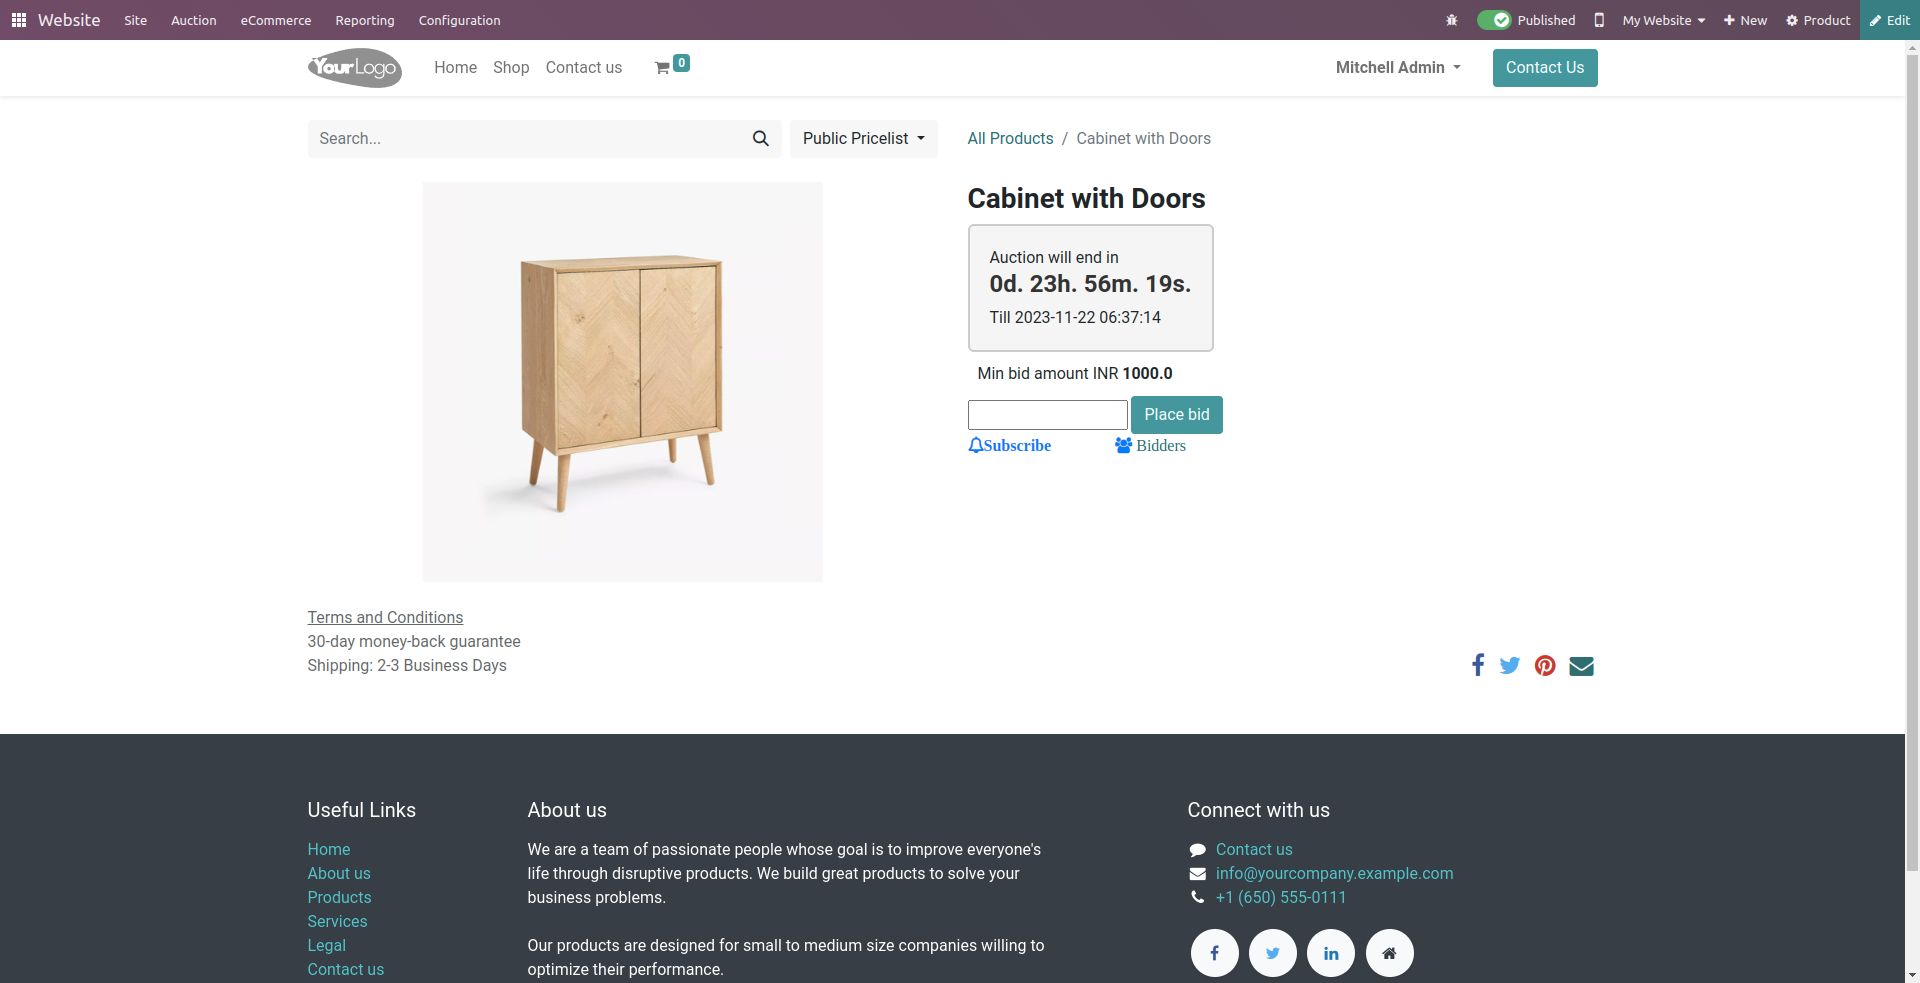 Website Site Auction eCommerce Reporting Configuration Published My Website New Product Edit
YourLogo Home Shop Contact us 0 Mitchell Admin Contact Us
Search... Public Pricelist All Products / Cabinet with Doors
Cabinet with Doors
Auction will end in
0d. 23h. 56m. 19s.
Till 2023-11-22 06:37:14
Min bid amount INR 1000.0
Place bid
Subscribe Bidders
Terms and Conditions
30-day money-back guarantee
Shipping: 2-3 Business Days
Useful Links
Home
About us
Products
Services
Legal
Contact us
About us
We are a team of passionate people whose goal is to improve everyone's
life through disruptive products. We build great products to solve your
business problems.
Our products are designed for small to medium size companies willing to
optimize their performance.
Connect with us
Contact us
info@yourcompany.example.com
+1 (650) 555-0111